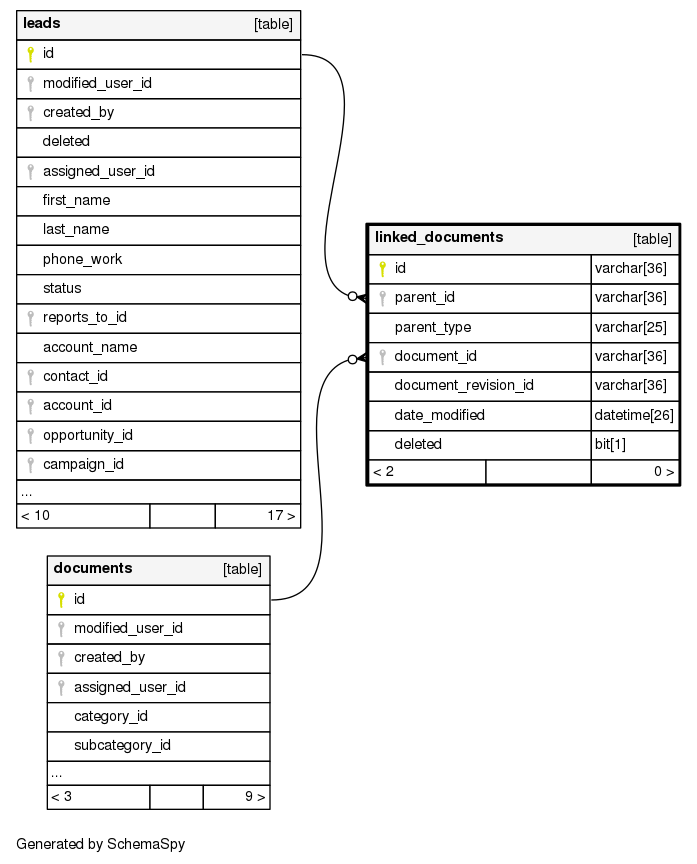 leads [table]
id
modified_user_id
created_by
deleted
assigned_user_id
first_name
last_name
phone_work
status
reports_to_id
account_name
contact_id
account_id
opportunity_id
campaign_id
...
< 10 17 >
linked_documents [table]
id varchar[36]
parent_id varchar[36]
parent_type varchar[25]
document_id varchar[36]
document_revision_id varchar[36]
date_modified datetime[26]
deleted bit[1]
< 2 0 >
documents [table]
id
modified_user_id
created_by
assigned_user_id
category_id
subcategory_id
...
< 3 9 >
Generated by SchemaSpy